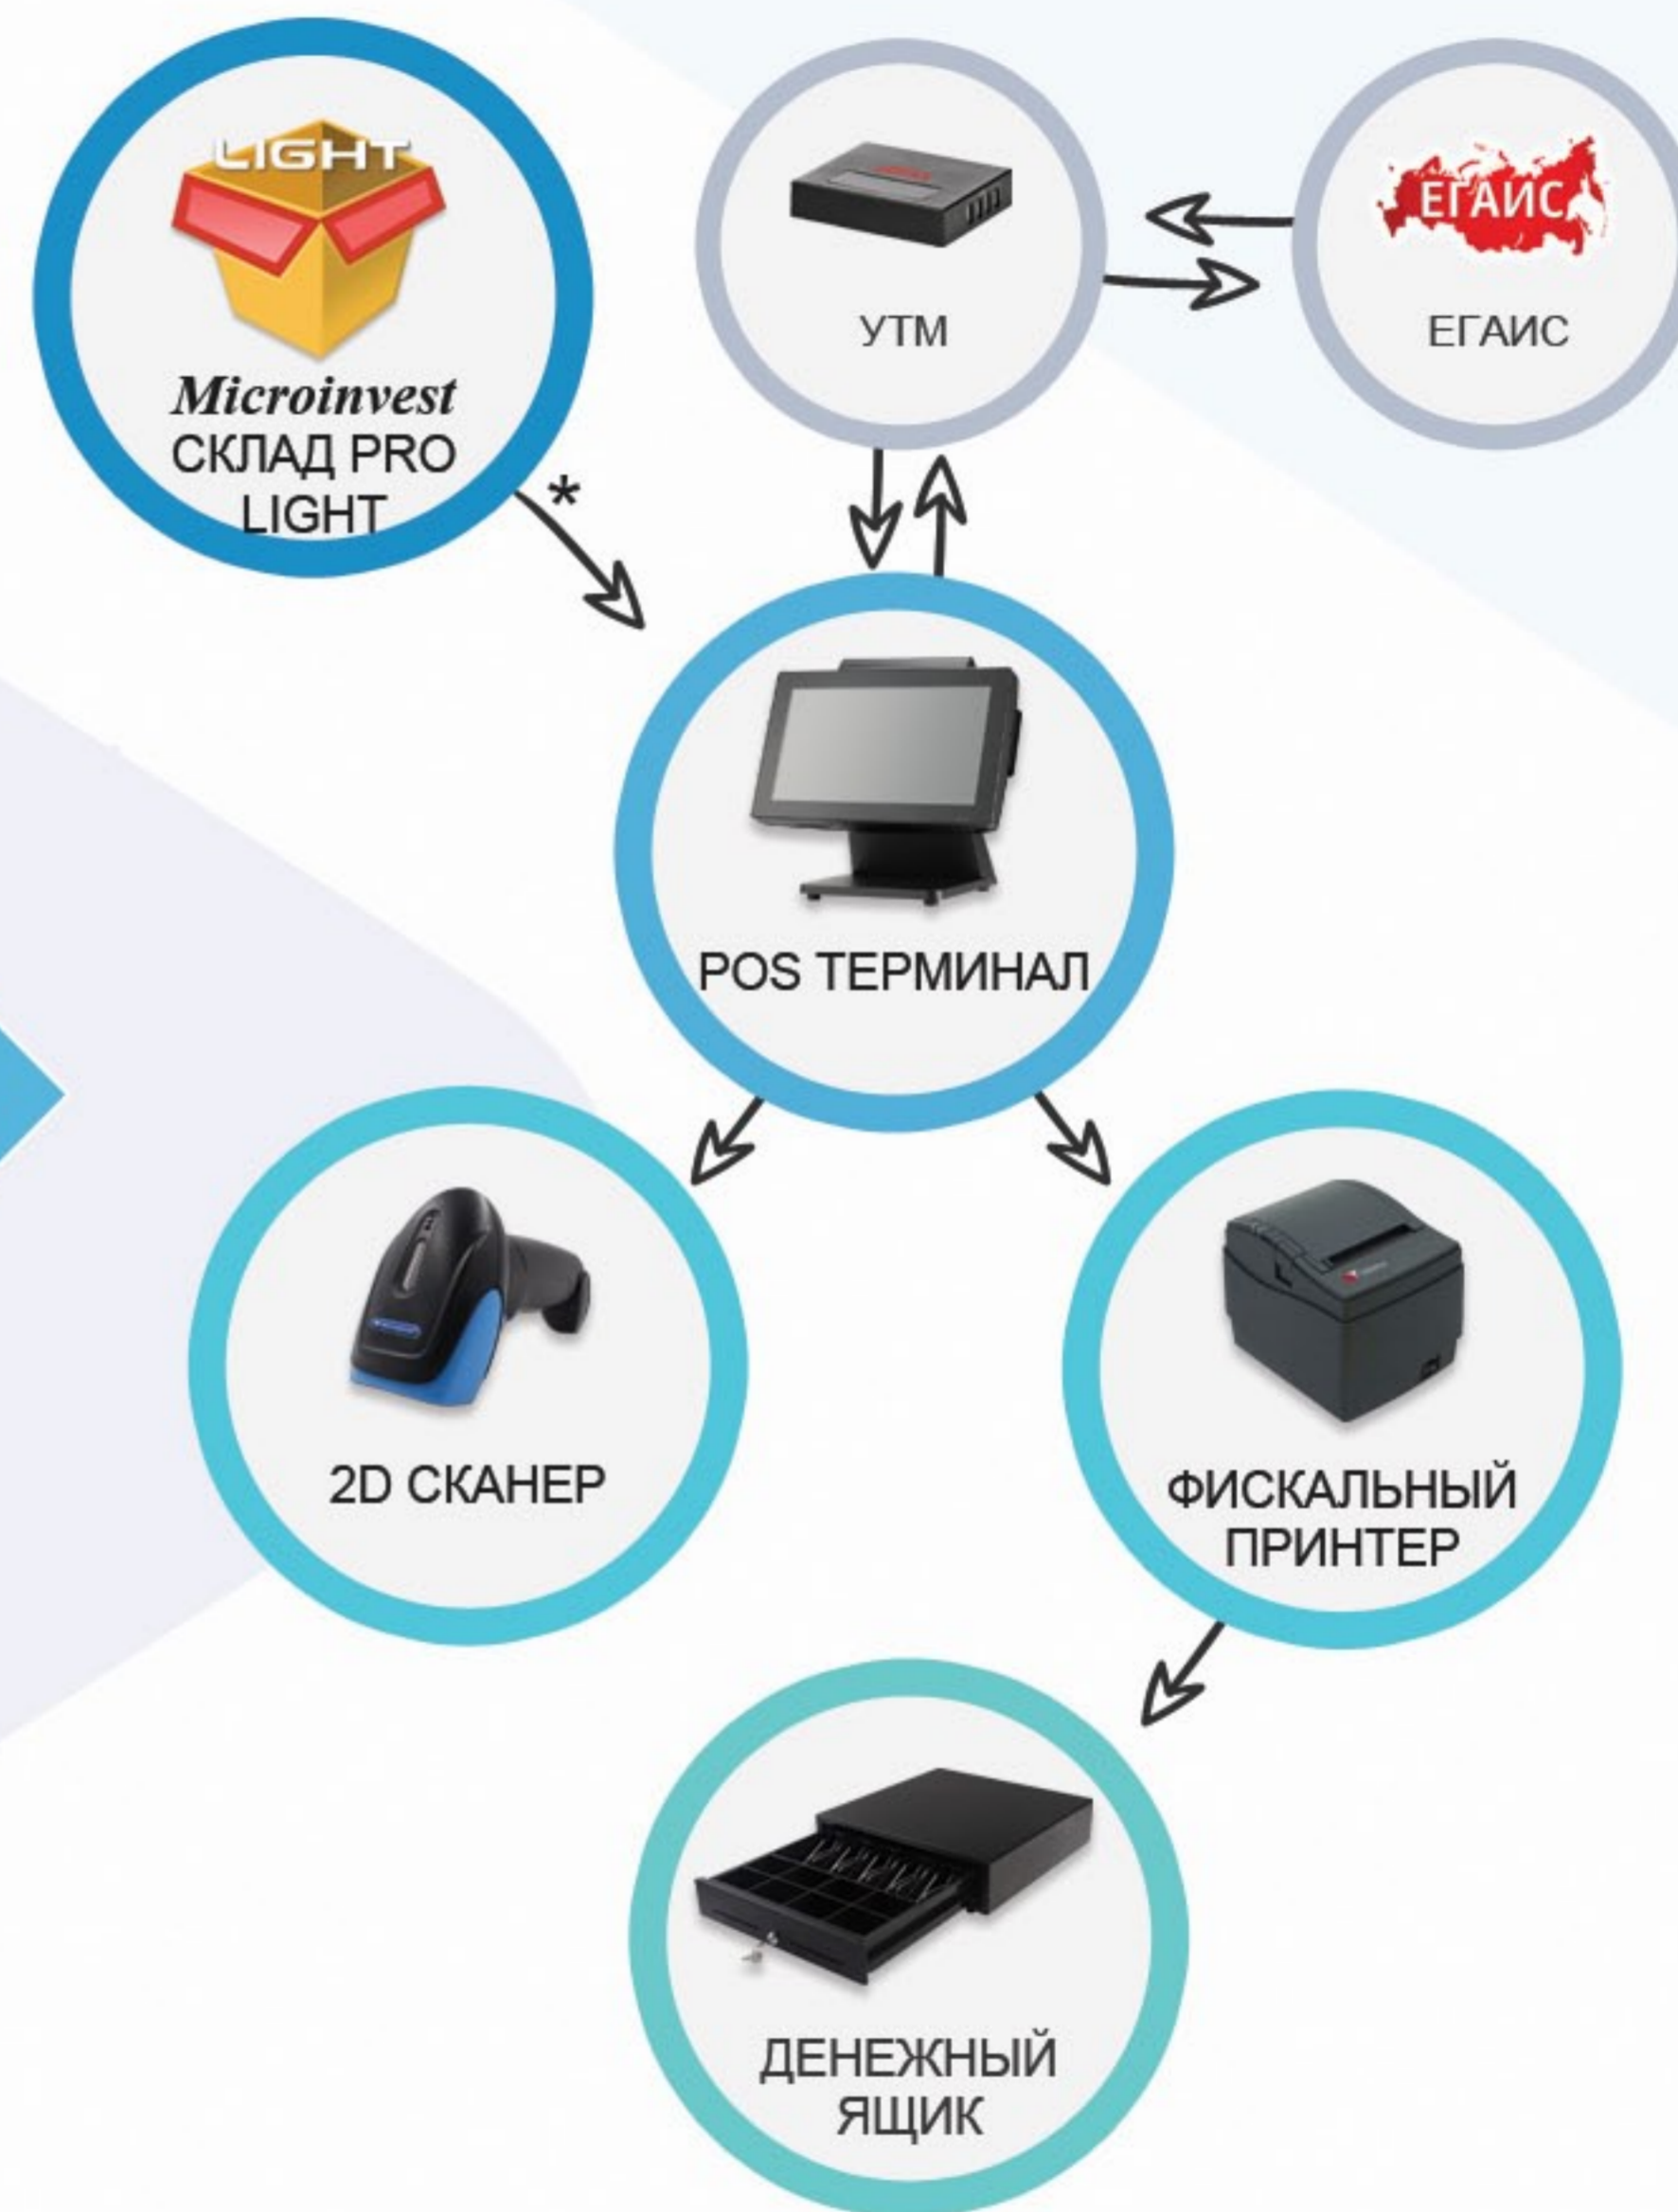 LIGHT
Microinvest
СКЛАД PRO
LIGHT
*
УТМ
ЕГАИС
ЕГАИС
POS ТЕРМИНАЛ
2D СКАНЕР
ФИСКАЛЬНЫЙ
ПРИНТЕР
ДЕНЕЖНЫЙ
ЯЩИК